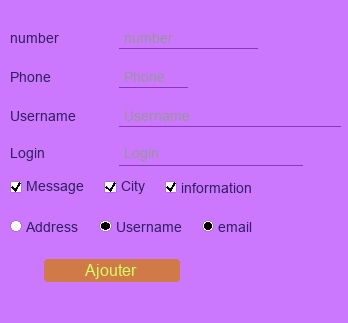 number number
Phone Phone
Username Username
Login Login
Message City information
Address Username email
Ajouter